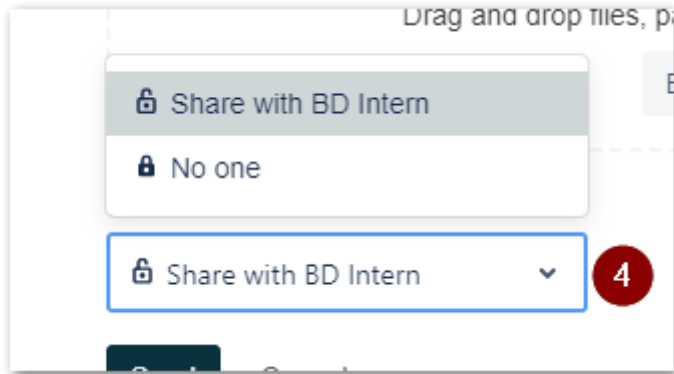 Drag and drop files, pa
Share with BD Intern
No one
Share with BD Intern
4